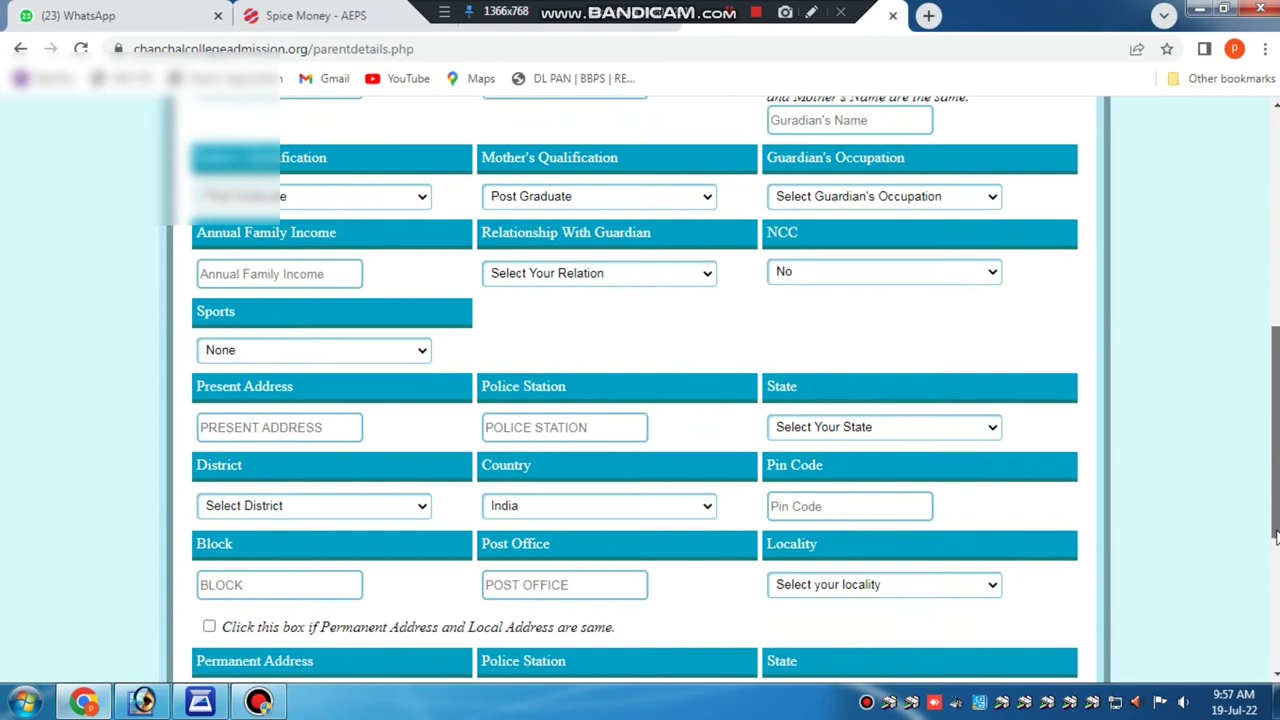 (23) WhatsApp
Spice Money - AEPS
1366x768
www.BANDICAM.com
chanchalcollegeadmission.org/parentdetails.php
P
Gmail
YouTube
Maps
DL PAN | BBPS | RE...
Other bookmarks
and Mother's Name are the same.
Guradian's Name
Mother's Qualification
Guardian's Occupation
Post Graduate
Select Guardian's Occupation
Annual Family Income
Relationship With Guardian
NCC
Annual Family Income
Select Your Relation
No
Sports
None
Present Address
Police Station
State
PRESENT ADDRESS
POLICE STATION
Select Your State
District
Country
Pin Code
Select District
India
Pin Code
Block
Post Office
Locality
BLOCK
POST OFFICE
Select your locality
Click this box if Permanent Address and Local Address are same.
Permanent Address
Police Station
State
9:57 AM
19-Jul-22